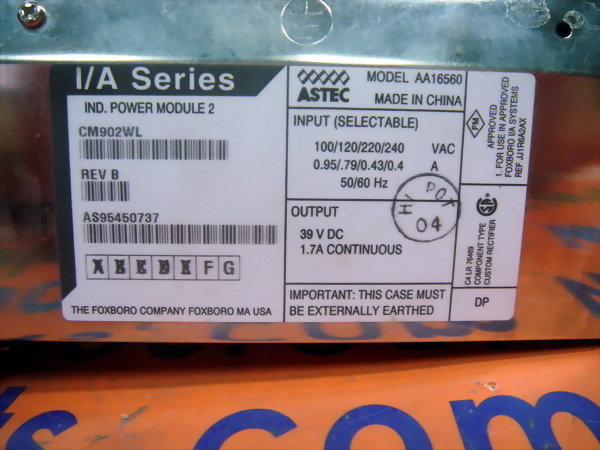 I/A Series
IND. POWER MODULE 2
CM902WL
REV B
AS95450737
F G
THE FOXBORO COMPANY FOXBORO MA USA
ASTEC
MODEL AA16560
MADE IN CHINA
INPUT (SELECTABLE)
100/120/220/240 VAC
0.95/.79/0.43/0.4 A
50/60 Hz
HI POT
04
OUTPUT
39 V DC
1.7A CONTINUOUS
IMPORTANT: THIS CASE MUST
BE EXTERNALLY EARTHED
FM
APPROVED
1. FOR USE IN APPROVED
FOXBORO I/A SYSTEMS
REF JJ1R6A2AX
C4 LR 76469
COMPONENT TYPE
CUSTOM RECTIFIER
DP
.com